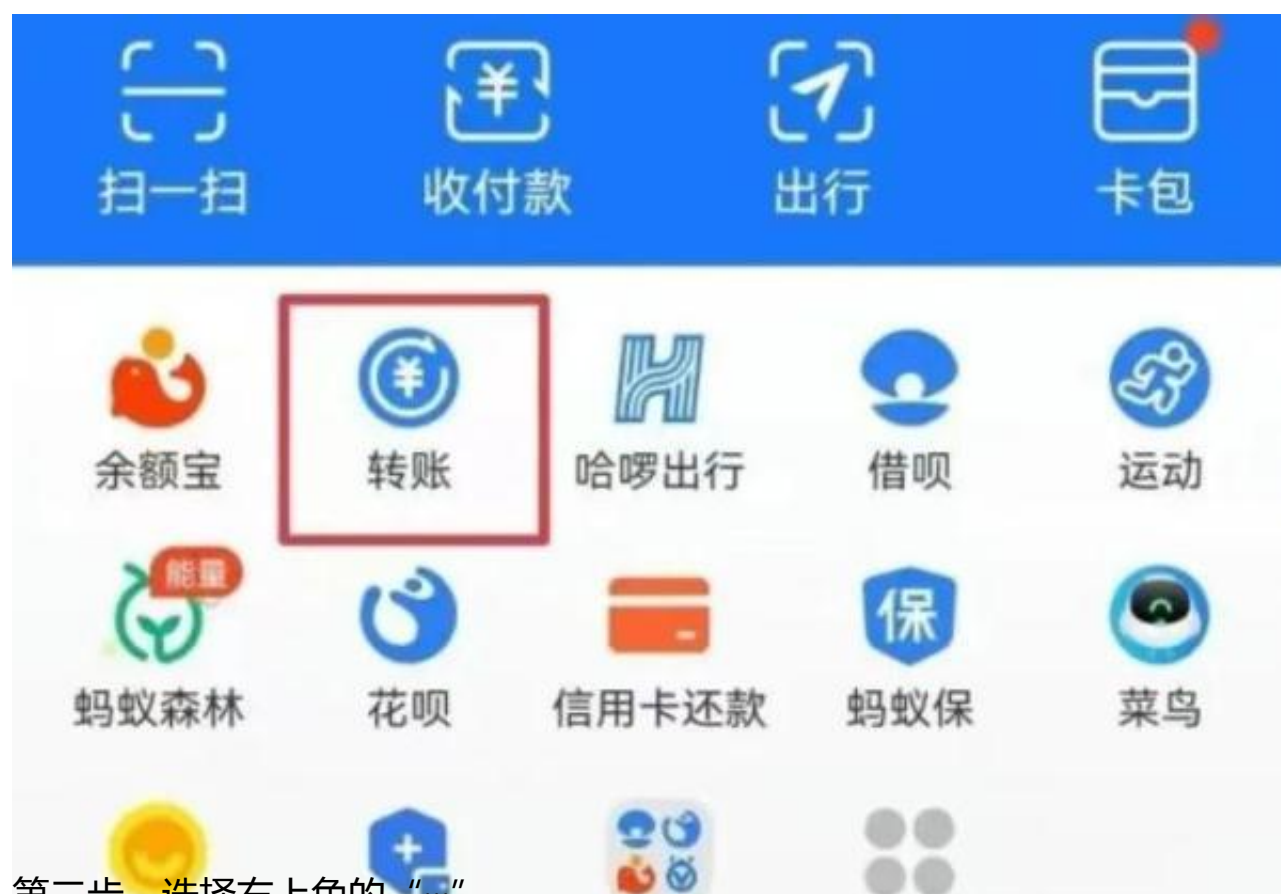 扫一扫 收付款 出行 卡包
余额宝 转账 哈啰出行 借呗 运动
能量
蚂蚁森林 花呗 信用卡还款 蚂蚁保 菜鸟
保